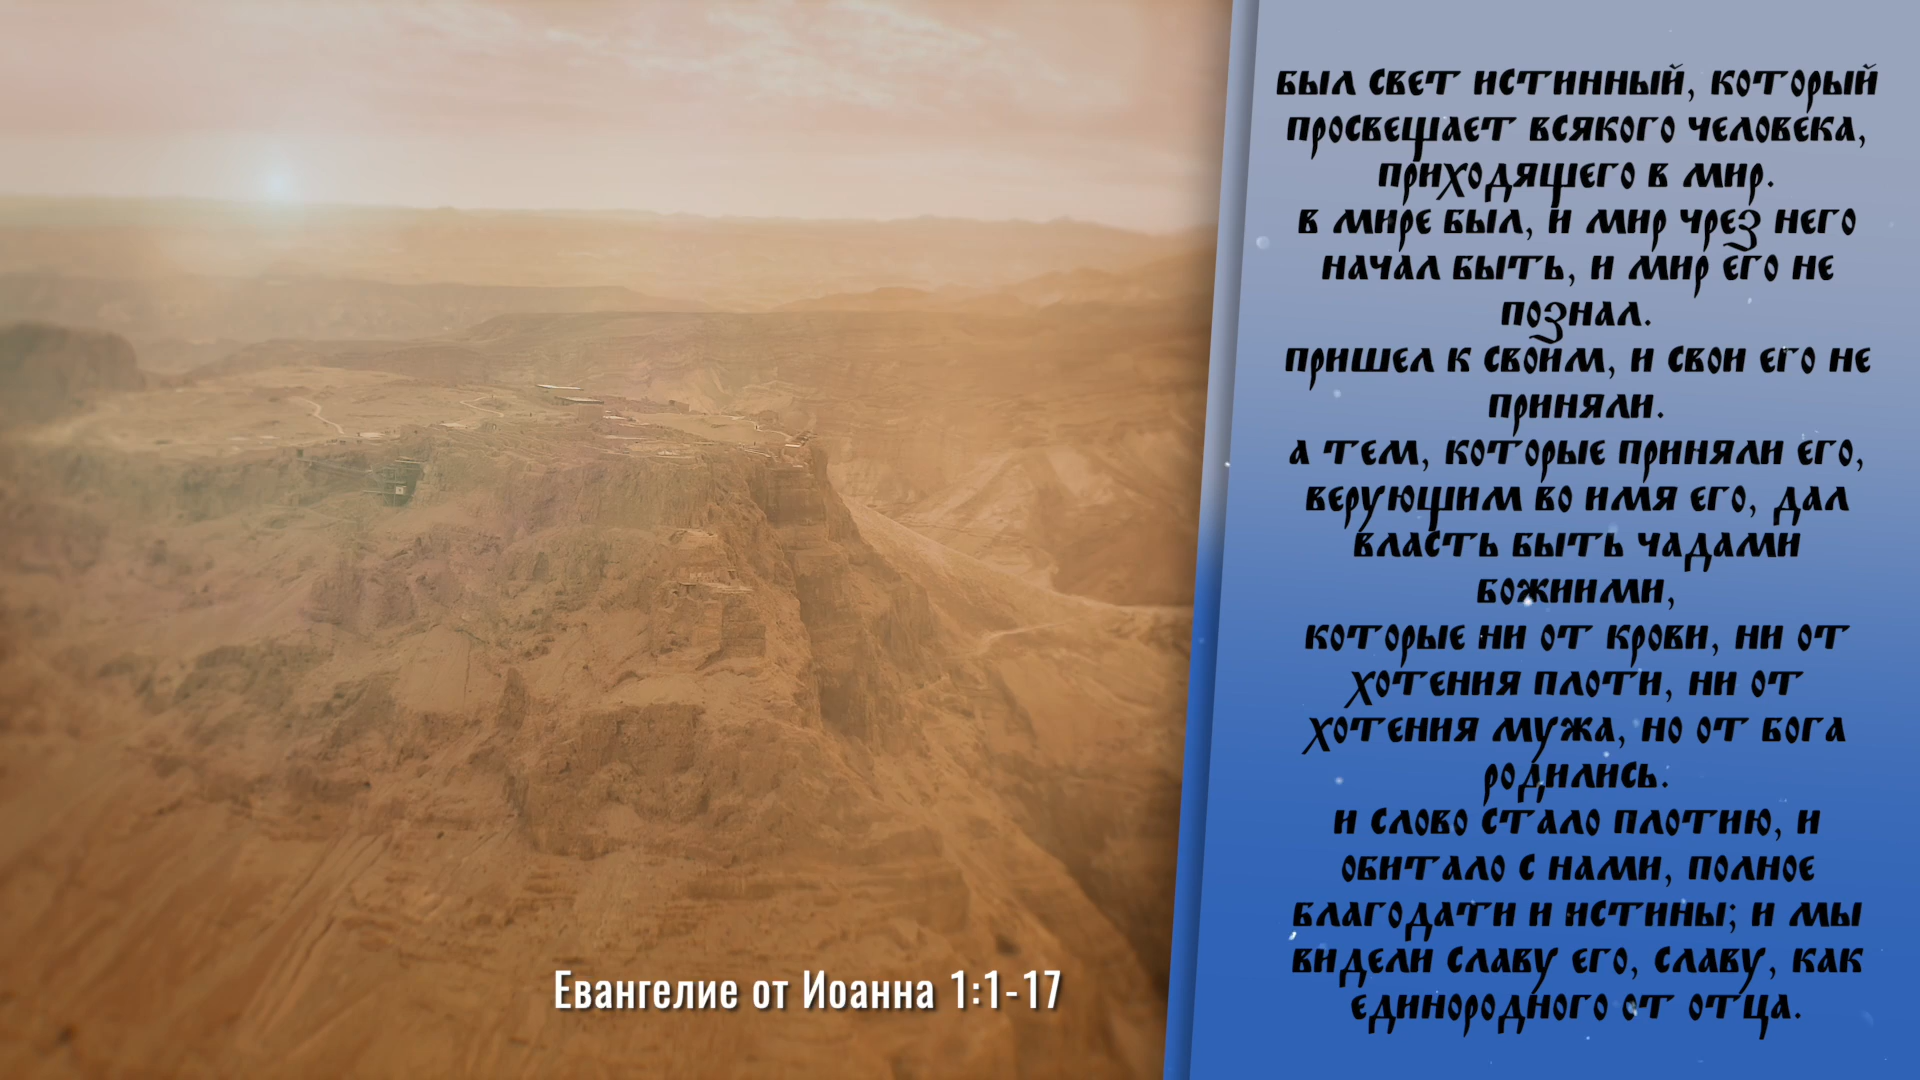 был свет истинный, который
просвещает всякого человека,
приходящего в мир.
в мире был, и мир чрез него
начал быть, и мир его не
познал.
пришел к своим, и свои его не
приняли.
а тем, которые приняли его,
верующим во имя его, дал
власть быть чадами
божиими,
которые ни от крови, ни от
хотения плоти, ни от
хотения мужа, но от бога
родились.
и слово стало плотию, и
обитало с нами, полное
благодати и истины; и мы
видели славу его, славу, как
единородного от отца.
Евангелие от Иоанна 1:1-17